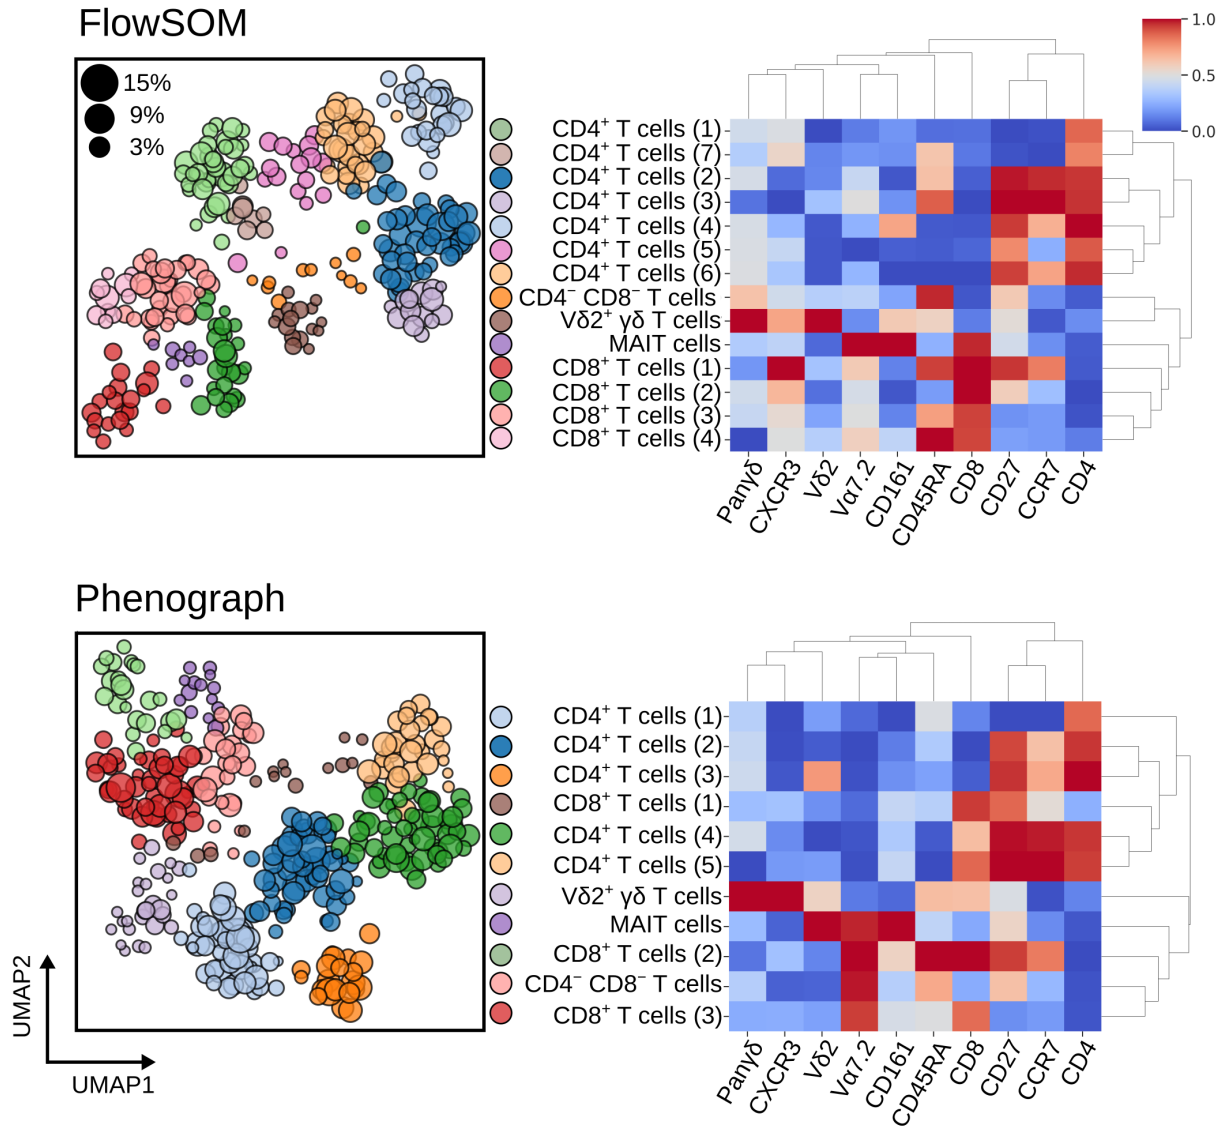 FlowSOM
15%
9%
3%
1.0
0.5
0.0
CD4⁺ T cells (1)
CD4⁺ T cells (7)
CD4⁺ T cells (2)
CD4⁺ T cells (3)
CD4⁺ T cells (4)
CD4⁺ T cells (5)
CD4⁺ T cells (6)
CD4⁻ CD8⁻ T cells
Vδ2⁺ γδ T cells
MAIT cells
CD8⁺ T cells (1)
CD8⁺ T cells (2)
CD8⁺ T cells (3)
CD8⁺ T cells (4)
Panγδ
CXCR3
Vδ2
Vα7.2
CD161
CD45RA
CD8
CD27
CCR7
CD4
Phenograph
CD4⁺ T cells (1)
CD4⁺ T cells (2)
CD4⁺ T cells (3)
CD8⁺ T cells (1)
CD4⁺ T cells (4)
CD4⁺ T cells (5)
Vδ2⁺ γδ T cells
MAIT cells
CD8⁺ T cells (2)
CD4⁻ CD8⁻ T cells
CD8⁺ T cells (3)
Panγδ
CXCR3
Vδ2
Vα7.2
CD161
CD45RA
CD8
CD27
CCR7
CD4
UMAP2
UMAP1